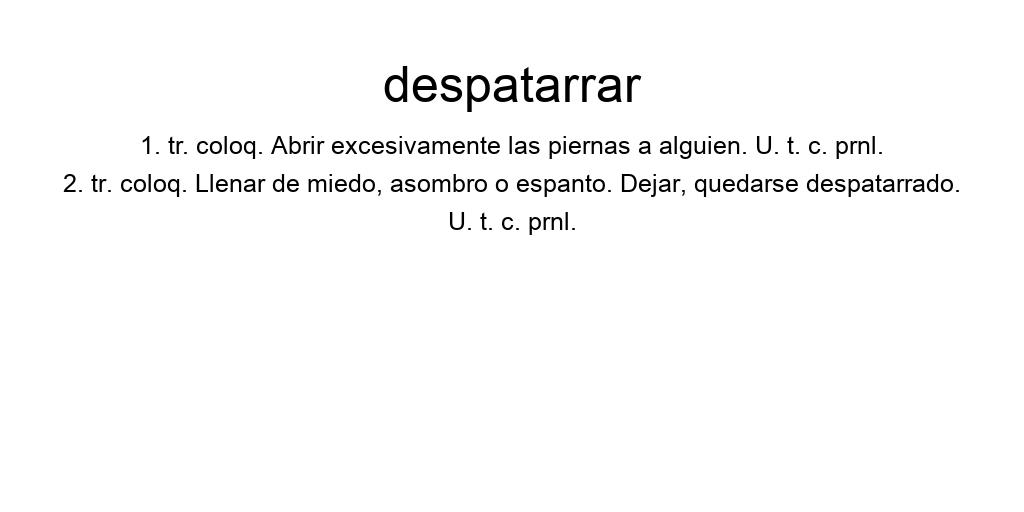 despatarrar
1. tr. coloq. Abrir excesivamente las piernas a alguien. U. t. c. prnl.
2. tr. coloq. Llenar de miedo, asombro o espanto. Dejar, quedarse despatarrado.
U. t. c. prnl.